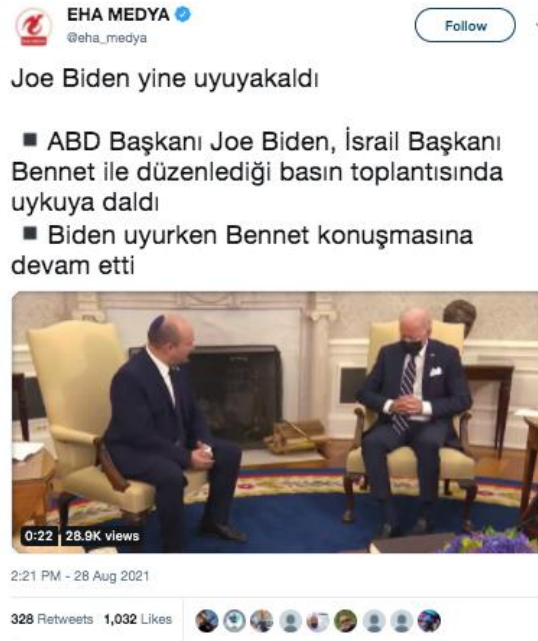 EHA MEDYA
@eha_medya
Follow
Joe Biden yine uyuyakaldı
◾ ABD Başkanı Joe Biden, İsrail Başkanı
Bennet ile düzenlediği basın toplantısında
uykuya daldı
◾ Biden uyurken Bennet konuşmasına
devam etti
0:22 28.9K views
2:21 PM - 28 Aug 2021
328 Retweets 1,032 Likes